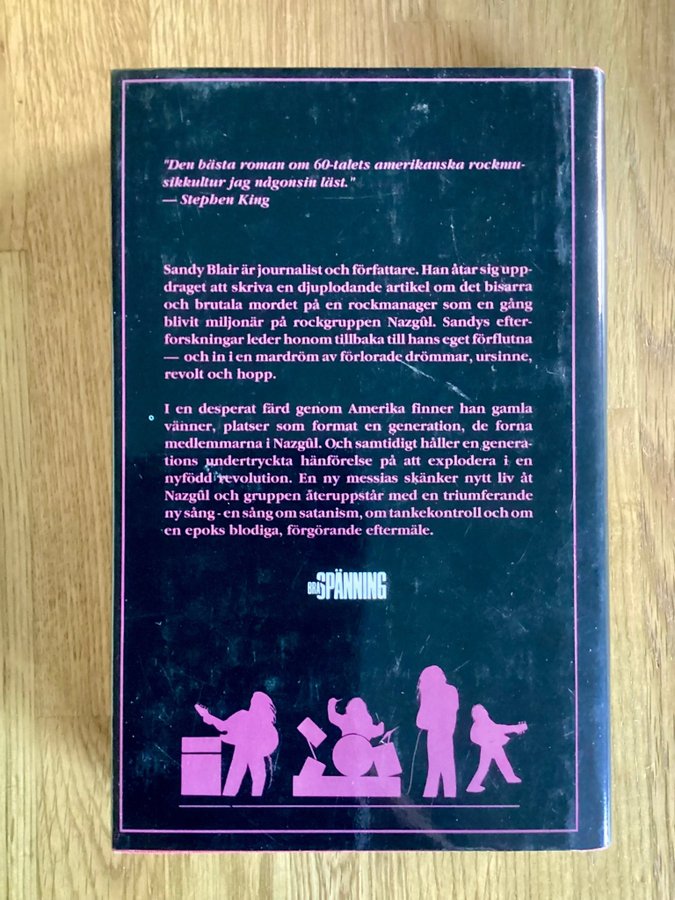 "Den bästa roman om 60-talets amerikanska rockmu-
sikkultur jag någonsin läst."
— Stephen King
Sandy Blair är journalist och författare. Han åtar sig upp-
draget att skriva en djuplodande artikel om det bisarra
och brutala mordet på en rockmanager som en gång
blivit miljonär på rockgruppen Nazgûl. Sandys efter-
forskningar leder honom tillbaka till hans eget förflutna
— och in i en mardröm av förlorade drömmar, ursinne,
revolt och hopp.
I en desperat färd genom Amerika finner han gamla
vänner, platser som format en generation, de forna
medlemmarna i Nazgûl. Och samtidigt håller en genera-
tions undertryckta hänförelse på att explodera i en
nyfödd revolution. En ny messias skänker nytt liv åt
Nazgûl och gruppen återuppstår med en triumferande
ny sång - en sång om satanism, om tankekontroll och om
en epoks blodiga, förgörande eftermäle.
BRA SPÄNNING